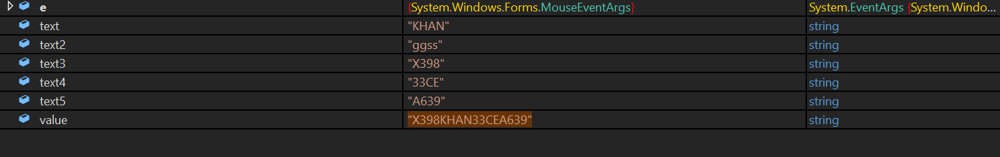 e {System.Windows.Forms.MouseEventArgs} System.EventArgs {System.Windo...
text "KHAN" string
text2 "ggss" string
text3 "X398" string
text4 "33CE" string
text5 "A639" string
value "X398KHAN33CEA639" string